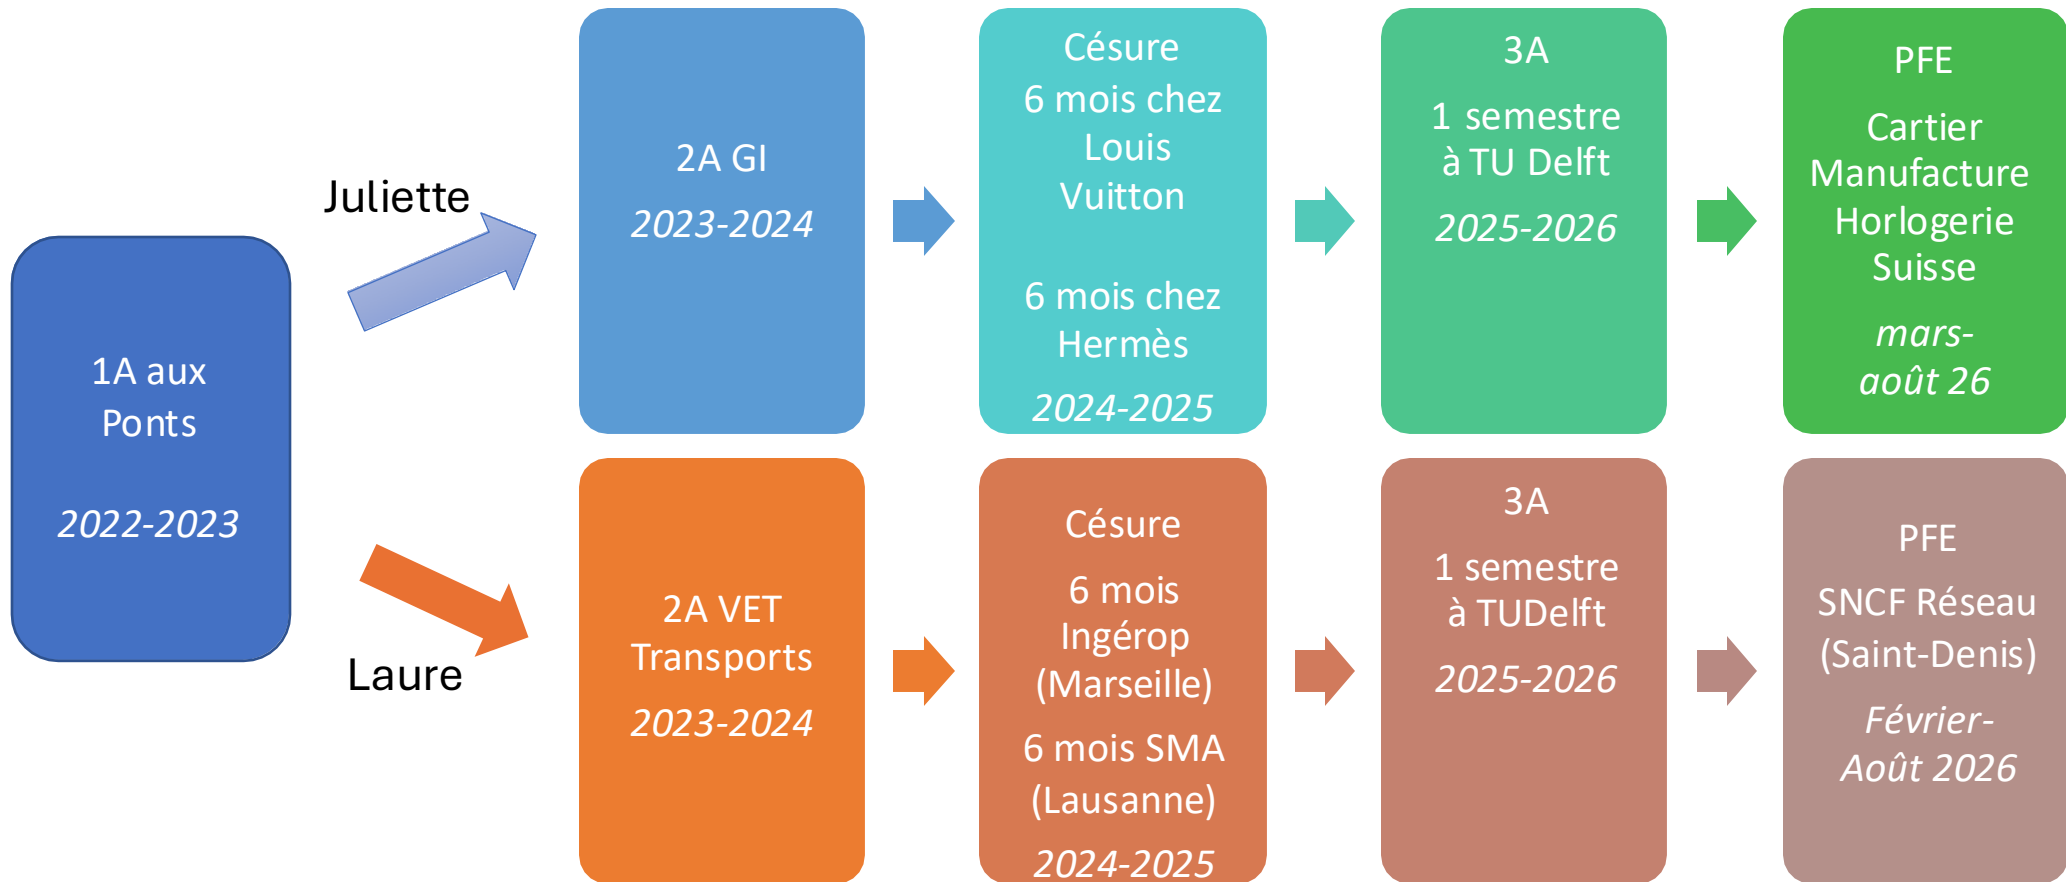 1A aux
Ponts
2022-2023
Juliette
2A GI
2023-2024
Césure
6 mois chez
Louis
Vuitton
6 mois chez
Hermès
2024-2025
3A
1 semestre
à TU Delft
2025-2026
PFE
Cartier
Manufacture
Horlogerie
Suisse
mars-
août 26
Laure
2A VET
Transports
2023-2024
Césure
6 mois
Ingérop
(Marseille)
6 mois SMA
(Lausanne)
2024-2025
3A
1 semestre
à TUDelft
2025-2026
PFE
SNCF Réseau
(Saint-Denis)
Février-
Août 2026